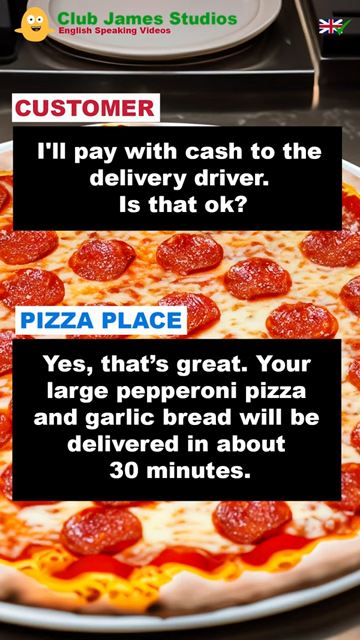 Club James Studios
English Speaking Videos
CUSTOMER
I'll pay with cash to the
delivery driver.
Is that ok?
PIZZA PLACE
Yes, that’s great. Your
large pepperoni pizza
and garlic bread will be
delivered in about
30 minutes.